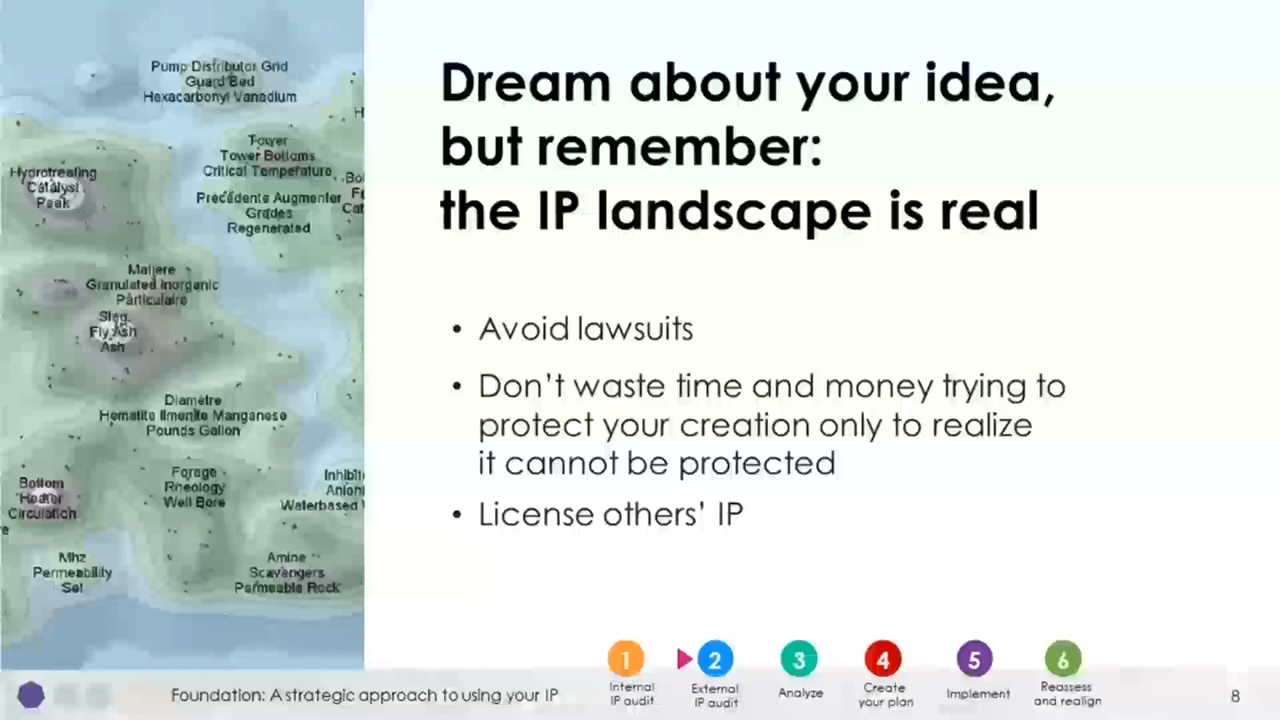 Pump Distributor Grid
Guard Bed
Hexacarbonyl Vanadium
Tower
Tower Bottoms
Critical Temperature
Hydrotreating
Catalyst
Peak
Précédente Augmenter
Grades
Regenerated
Matiere
Granulated Inorganic
Particulaire
Slag
Fly Ash
Ash
Diametre
Hematite Ilmenite Manganese
Pounds Gallon
Forage
Rheology
Well Bore
Bottom
Heater
Circulation
Mhz
Permeability
Set
Amine
Scavengers
Permeable Rock
Dream about your idea,
but remember:
the IP landscape is real
• Avoid lawsuits
• Don’t waste time and money trying to
protect your creation only to realize
it cannot be protected
• License others’ IP
1
2
3
4
5
6
Internal
IP audit
External
IP audit
Analyze
Create
your plan
Implement
Reassess
and realign
Foundation: A strategic approach to using your IP
8